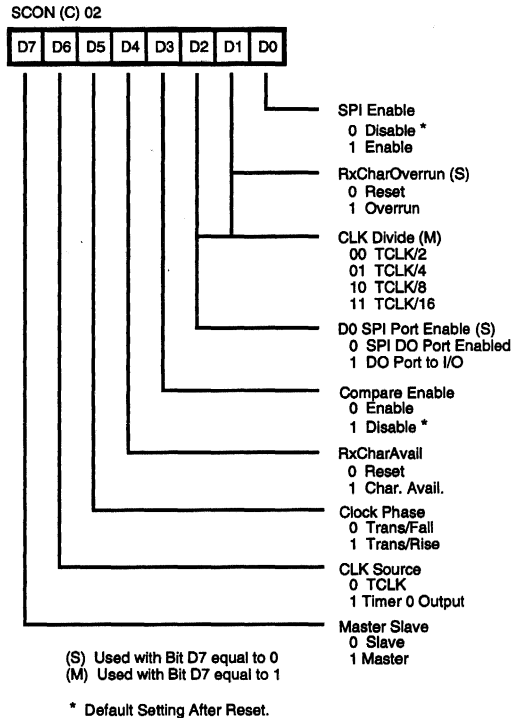 SCON (C) 02
D7 D6 D5 D4 D3 D2 D1 D0
SPI Enable
0 Disable *
1 Enable
RxCharOverrun (S)
0 Reset
1 Overrun
CLK Divide (M)
00 TCLK/2
01 TCLK/4
10 TCLK/8
11 TCLK/16
D0 SPI Port Enable (S)
0 SPI DO Port Enabled
1 DO Port to I/O
Compare Enable
0 Enable
1 Disable *
RxCharAvail
0 Reset
1 Char. Avail.
Clock Phase
0 Trans/Fall
1 Trans/Rise
CLK Source
0 TCLK
1 Timer 0 Output
Master Slave
0 Slave
1 Master
(S) Used with Bit D7 equal to 0
(M) Used with Bit D7 equal to 1
* Default Setting After Reset.